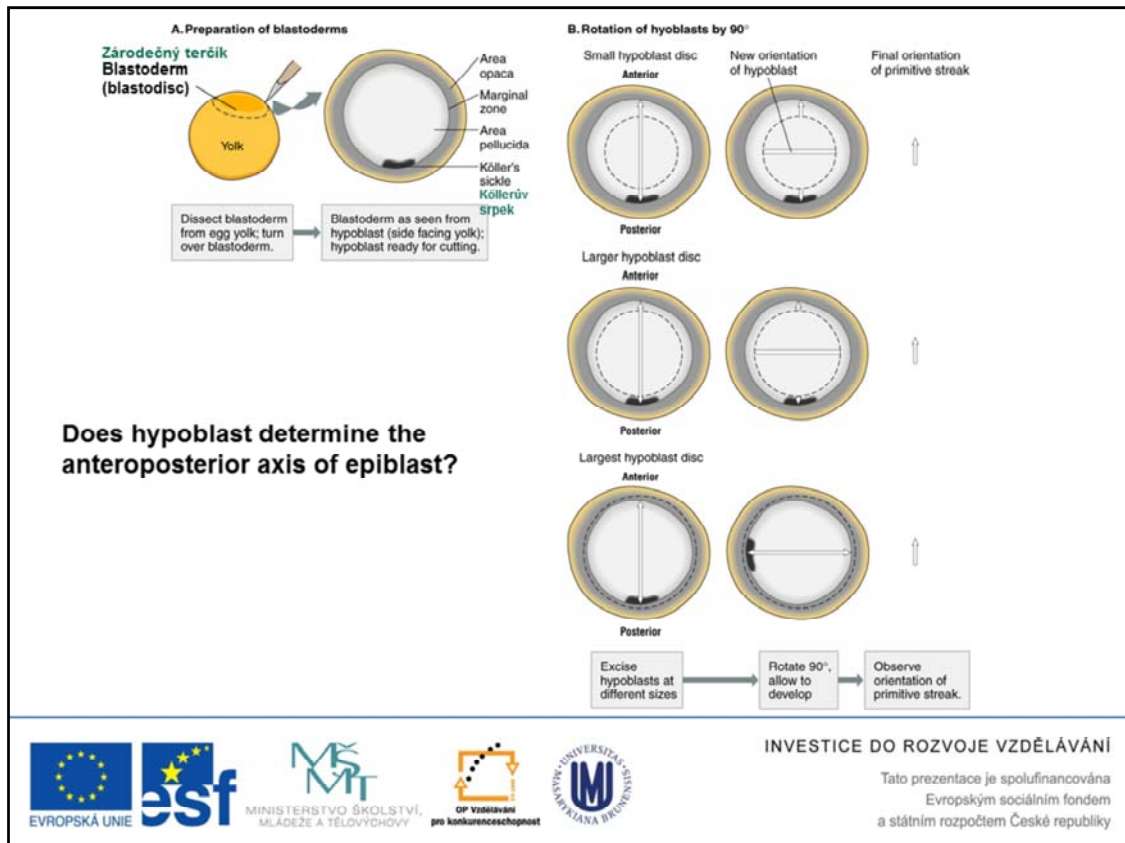 A. Preparation of blastoderms
Zárodečný terčík
Blastoderm
(blastodisc)
Yolk
Area
opaca
Marginal
zone
Area
pellucida
Köller's
sickle
Köllerův
srpek
Dissect blastoderm
from egg yolk; turn
over blastoderm.
Blastoderm as seen from
hypoblast (side facing yolk);
hypoblast ready for cutting.
B. Rotation of hyoblasts by 90°
Small hypoblast disc
New orientation
of hypoblast
Final orientation
of primitive streak
Anterior
Posterior
Larger hypoblast disc
Anterior
Posterior
Largest hypoblast disc
Anterior
Posterior
Excise
hypoblasts at
different sizes
Rotate 90°,
allow to
develop
Observe
orientation of
primitive streak.
Does hypoblast determine the
anteroposterior axis of epiblast?
EVROPSKÁ UNIE
esf
MŠMT
MINISTERSTVO ŠKOLSTVÍ,
MLÁDEŽE A TĚLOVÝCHOVY
OP Vzdělávání
pro konkurenceschopnost
UNIVERSITAS MASARYKIANA BRUNENSIS
INVESTICE DO ROZVOJE VZDĚLÁVÁNÍ
Tato prezentace je spolufinancována
Evropským sociálním fondem
a státním rozpočtem České republiky